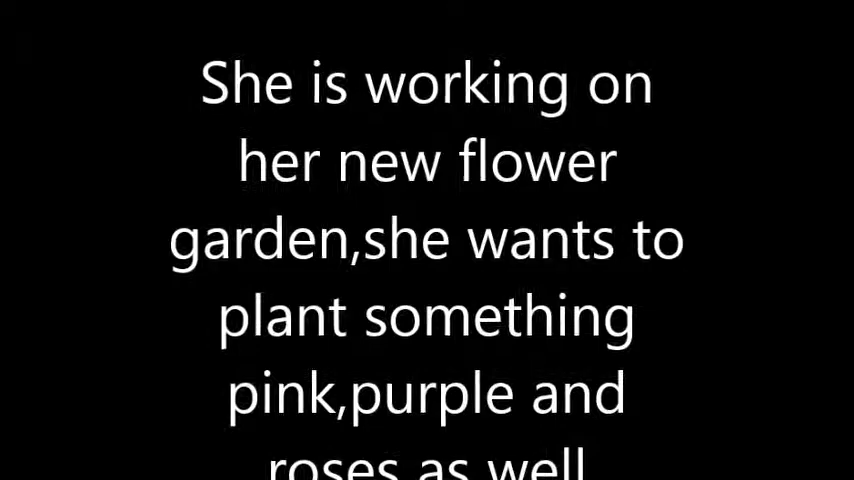 She is working on
her new flower
garden,she wants to
plant something
pink,purple and
roses as well